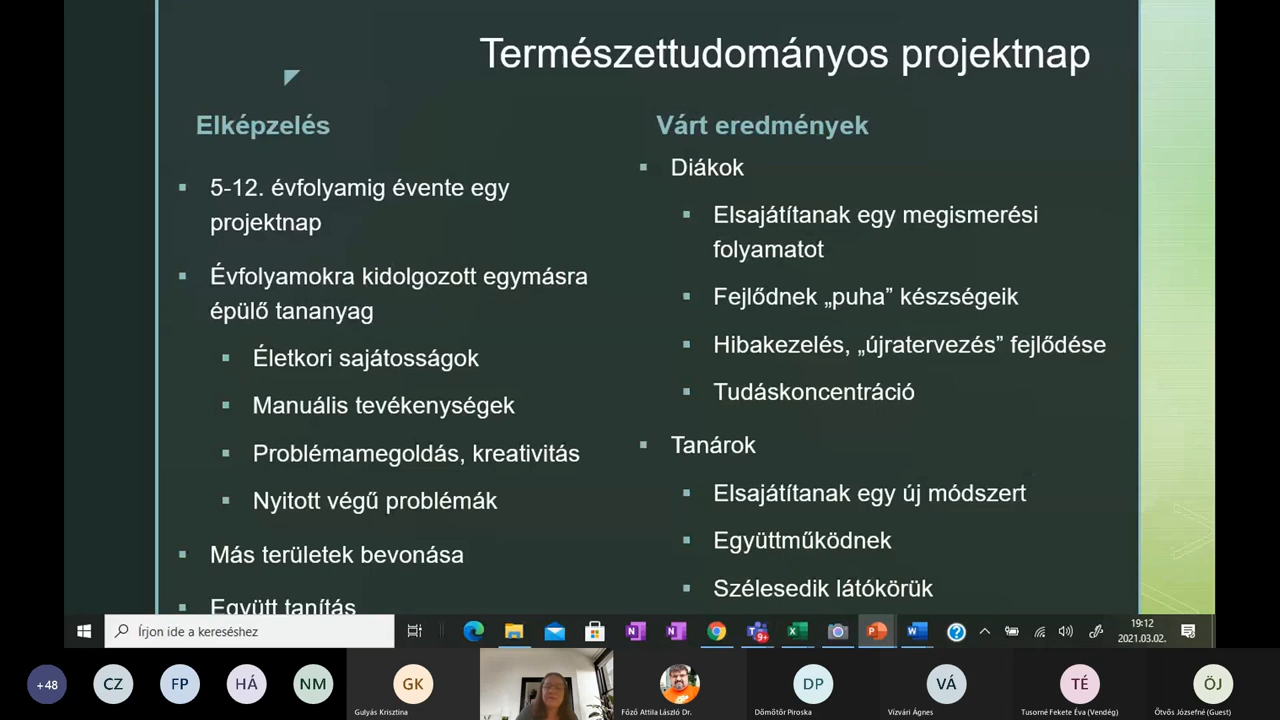 Természettudományos projektnap
Elképzelés
5-12. évfolyamig évente egy
projektnap
Évfolyamokra kidolgozott egymásra
épülő tananyag
Életkori sajátosságok
Manuális tevékenységek
Problémamegoldás, kreativitás
Nyitott végű problémák
Más területek bevonása
Együtt tanítás
Várt eredmények
Diákok
Elsajátítanak egy megismerési
folyamatot
Fejlődnek „puha” készségeik
Hibakezelés, „újratervezés” fejlődése
Tudáskoncentráció
Tanárok
Elsajátítanak egy új módszert
Együttműködnek
Szélesedik látókörük
Írjon ide a kereséshez
9+
19:12
2021.03.02.
+48
CZ
FP
HÁ
NM
GK
Gulyás Krisztina
Főző Attila László Dr.
DP
Dömötör Piroska
VÁ
Vízvári Ágnes
TÉ
Tusorné Fekete Éva (Vendég)
ÖJ
Ötvös Józsefné (Guest)